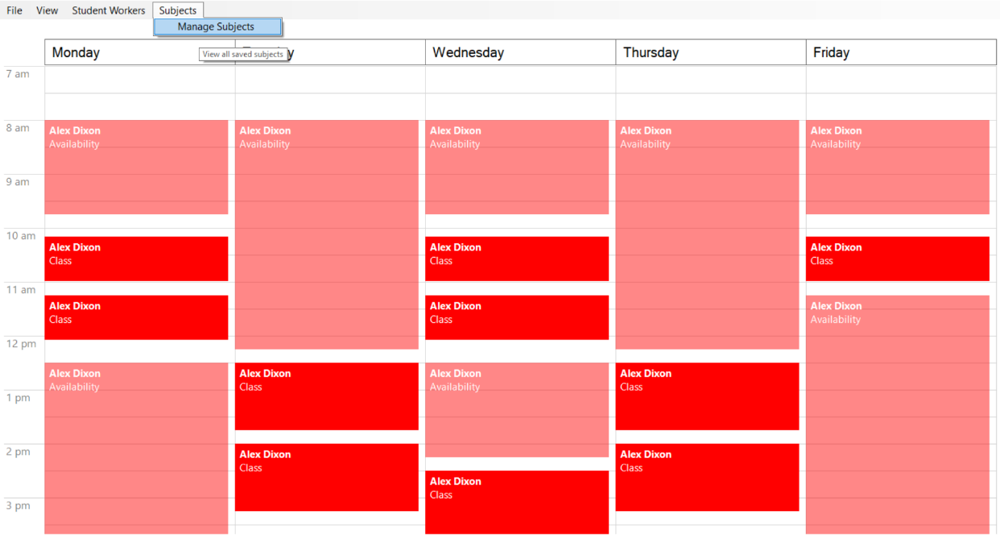 File View Student Workers Subjects
Manage Subjects
View all saved subjects
Monday y Wednesday Thursday Friday
7 am
8 am
Alex Dixon Alex Dixon Alex Dixon Alex Dixon Alex Dixon
Availability Availability Availability Availability Availability
9 am
10 am
Alex Dixon Alex Dixon Alex Dixon
Class Class Class
11 am
Alex Dixon Alex Dixon Alex Dixon
Class Class Availability
12 pm
Alex Dixon Alex Dixon Alex Dixon Alex Dixon
Availability Class Availability Class
1 pm
2 pm
Alex Dixon Alex Dixon
Class Class
Alex Dixon
Class
3 pm